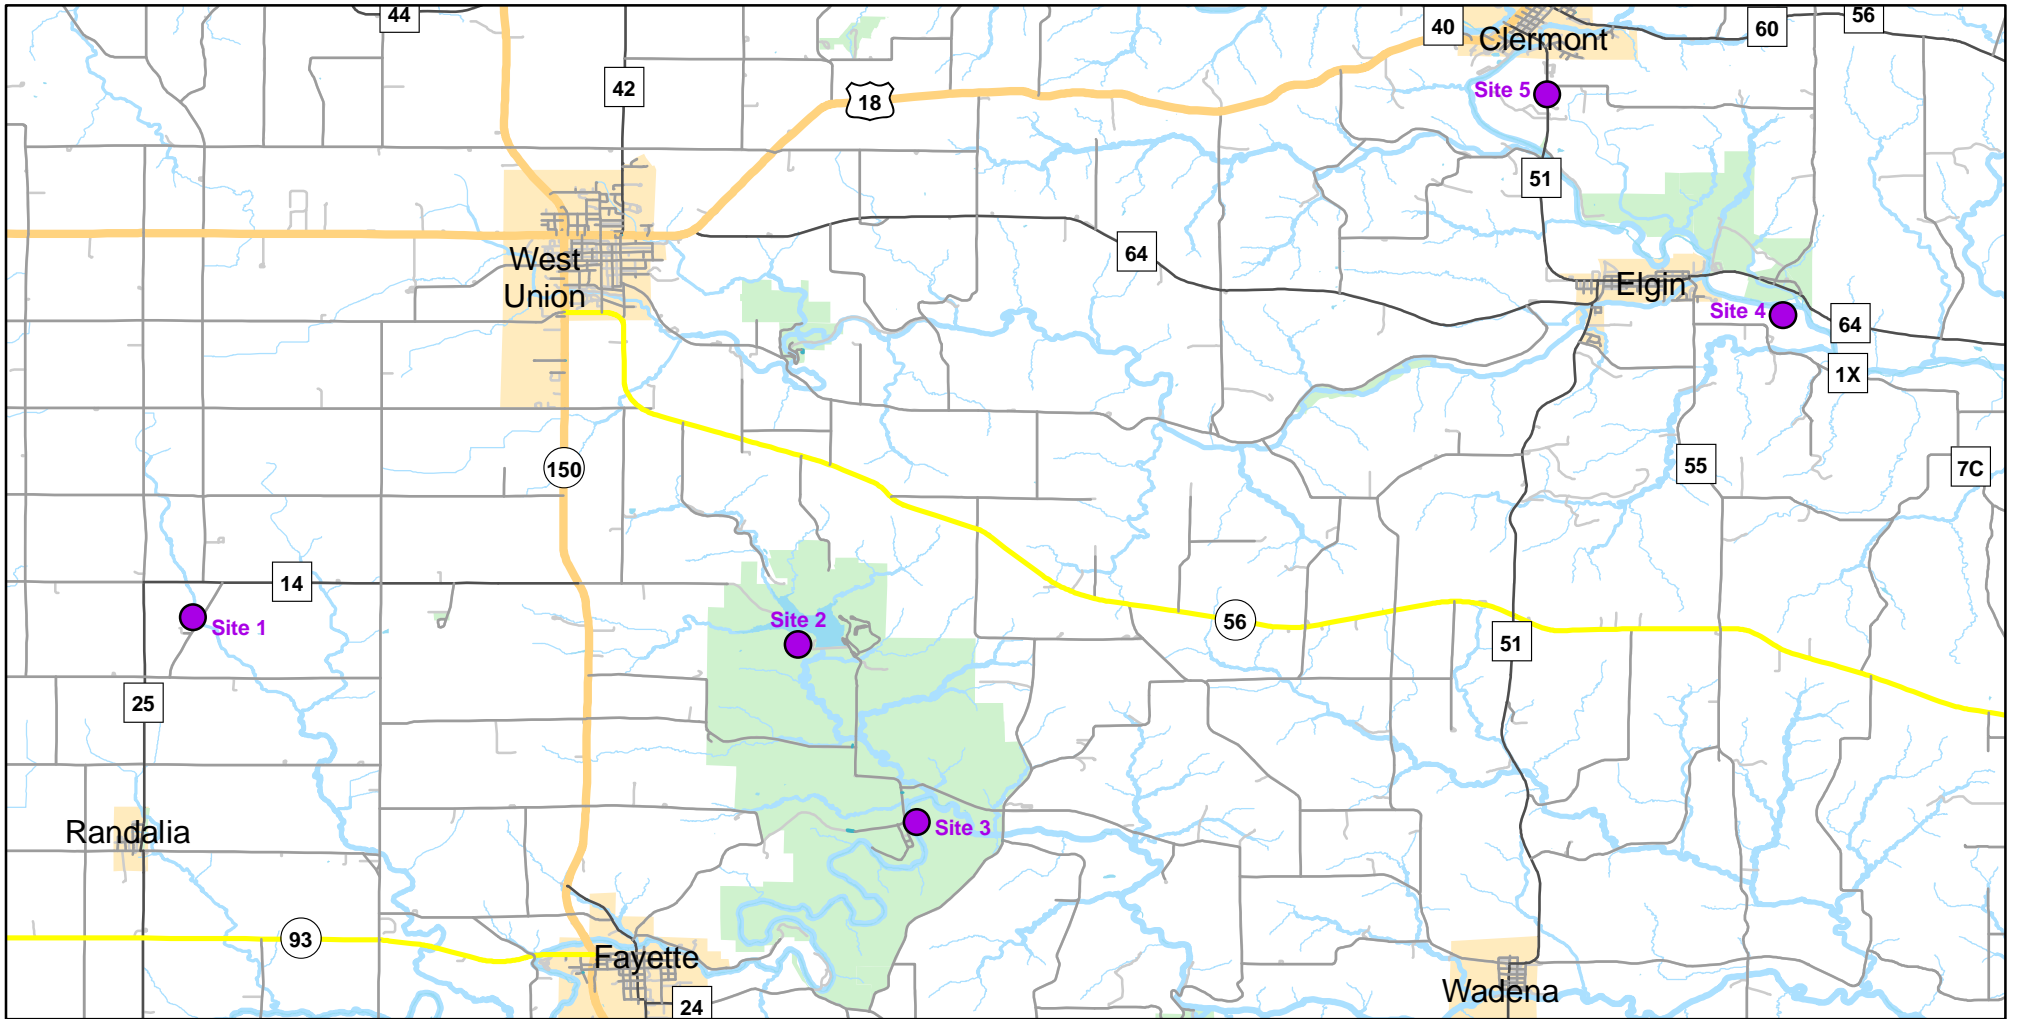 44
40
60
56
Clermont
42
18
Site 5
51
64
West
Union
Elgin
Site 4
64
1X
150
55
7C
14
Site 1
Site 2
56
51
25
Site 3
Randalia
93
Fayette
24
Wadena